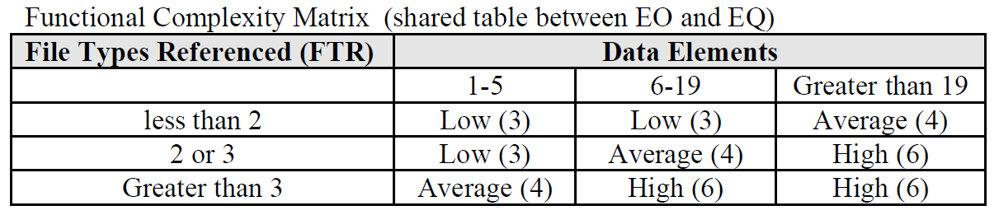 Functional Complexity Matrix (shared table between EO and EQ)
File Types Referenced (FTR) Data Elements
1-5 6-19 Greater than 19
less than 2 Low (3) Low (3) Average (4)
2 or 3 Low (3) Average (4) High (6)
Greater than 3 Average (4) High (6) High (6)